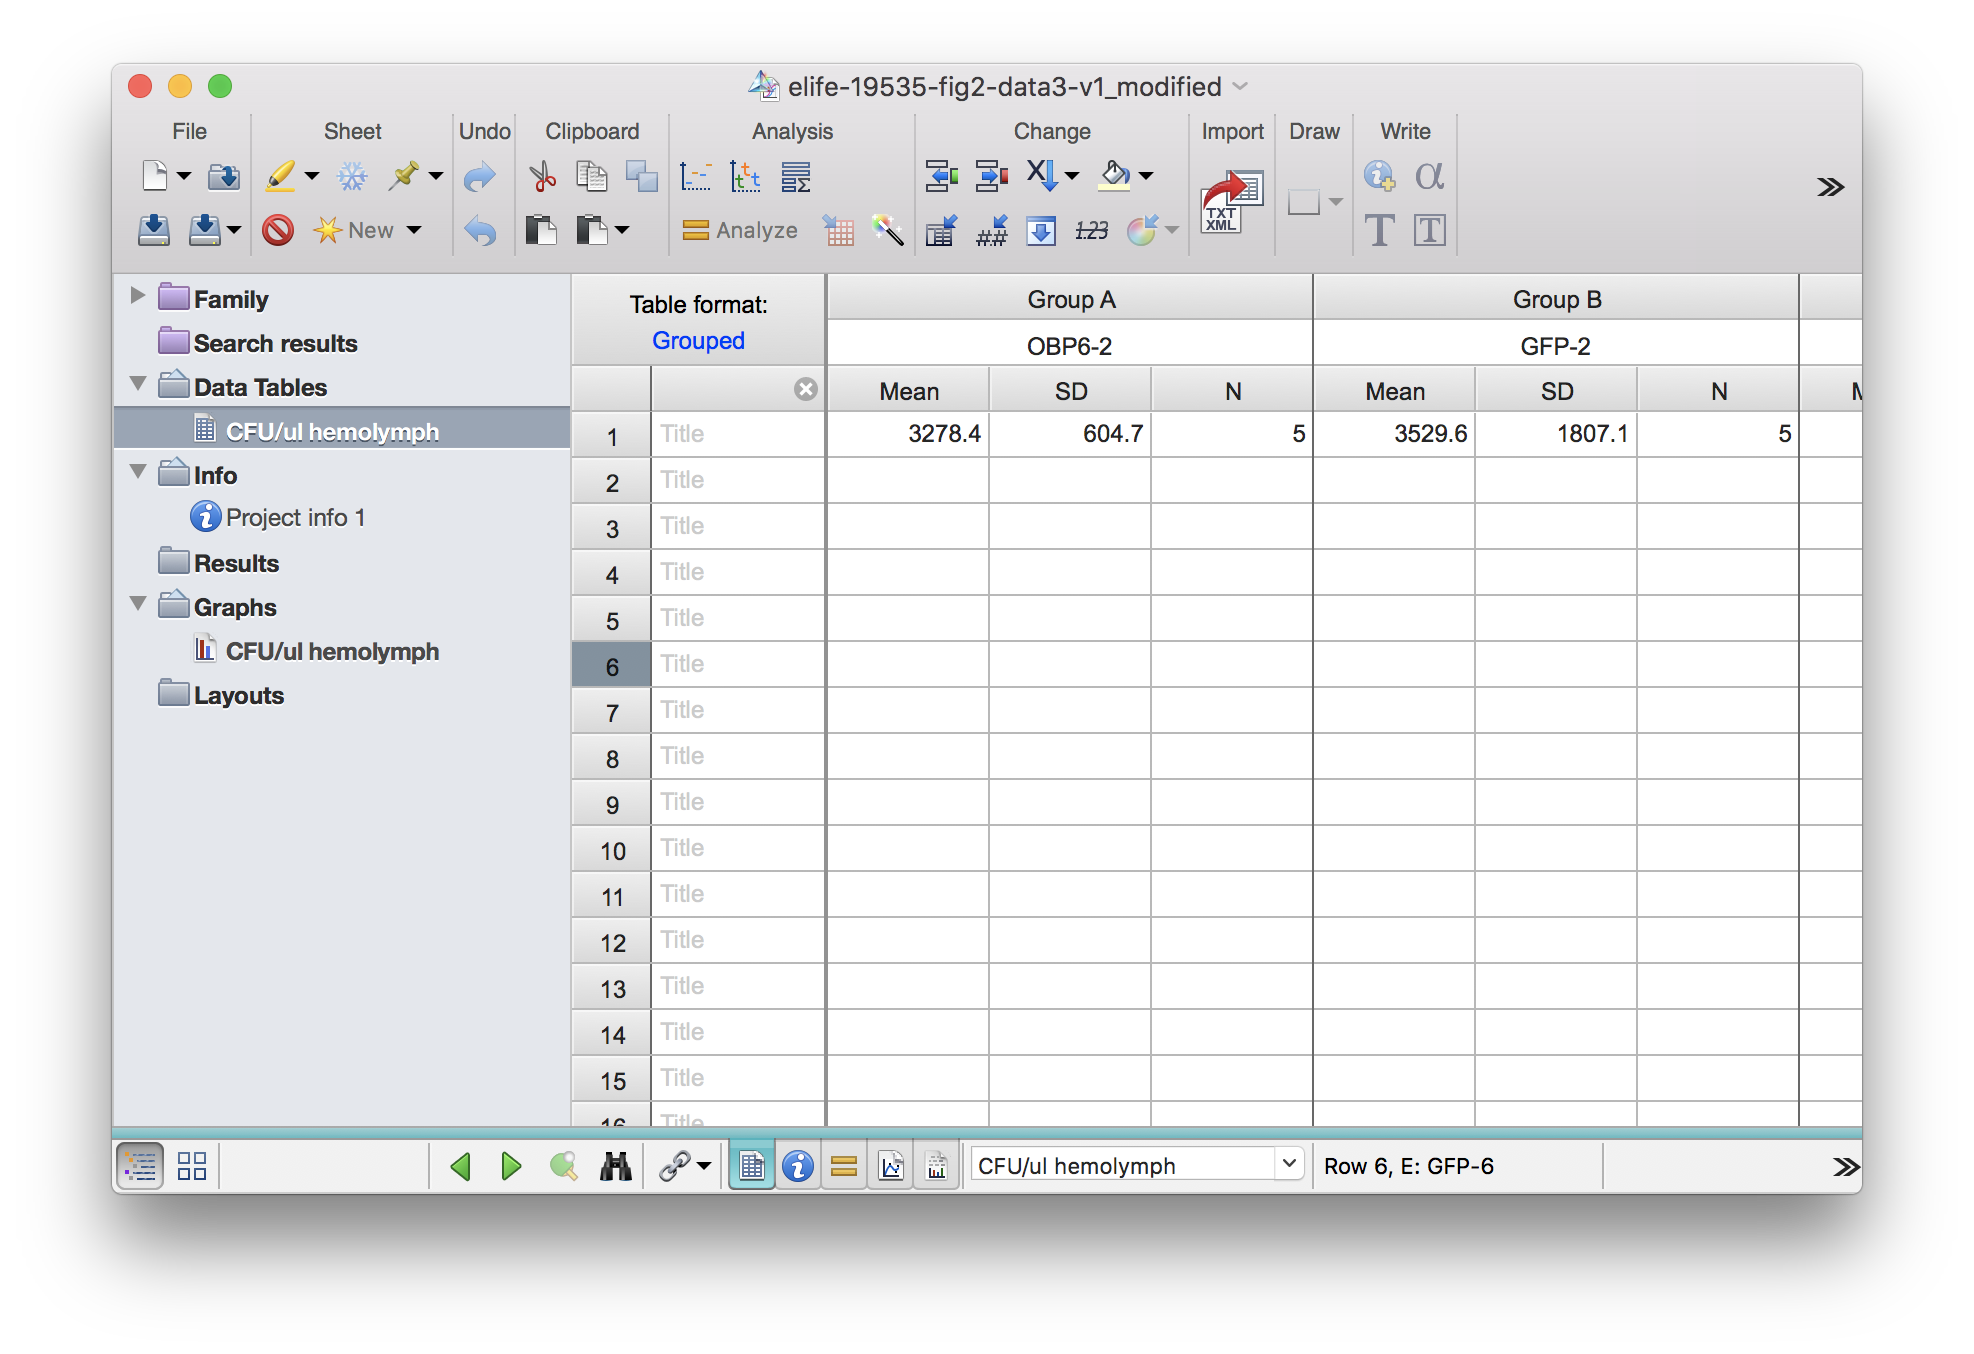 elife-19535-fig2-data3-v1_modified
File Sheet Undo Clipboard Analysis Change Import Draw Write
New Analyze
TXT
XML
123
Family
Search results
Data Tables
CFU/ul hemolymph
Info
Project info 1
Results
Graphs
CFU/ul hemolymph
Layouts
Table format:
Grouped
Group A Group B
OBP6-2 GFP-2
Mean SD N Mean SD N
1 Title 3278.4 604.7 5 3529.6 1807.1 5
2 Title
3 Title
4 Title
5 Title
6 Title
7 Title
8 Title
9 Title
10 Title
11 Title
12 Title
13 Title
14 Title
15 Title
16 Title
CFU/ul hemolymph Row 6, E: GFP-6